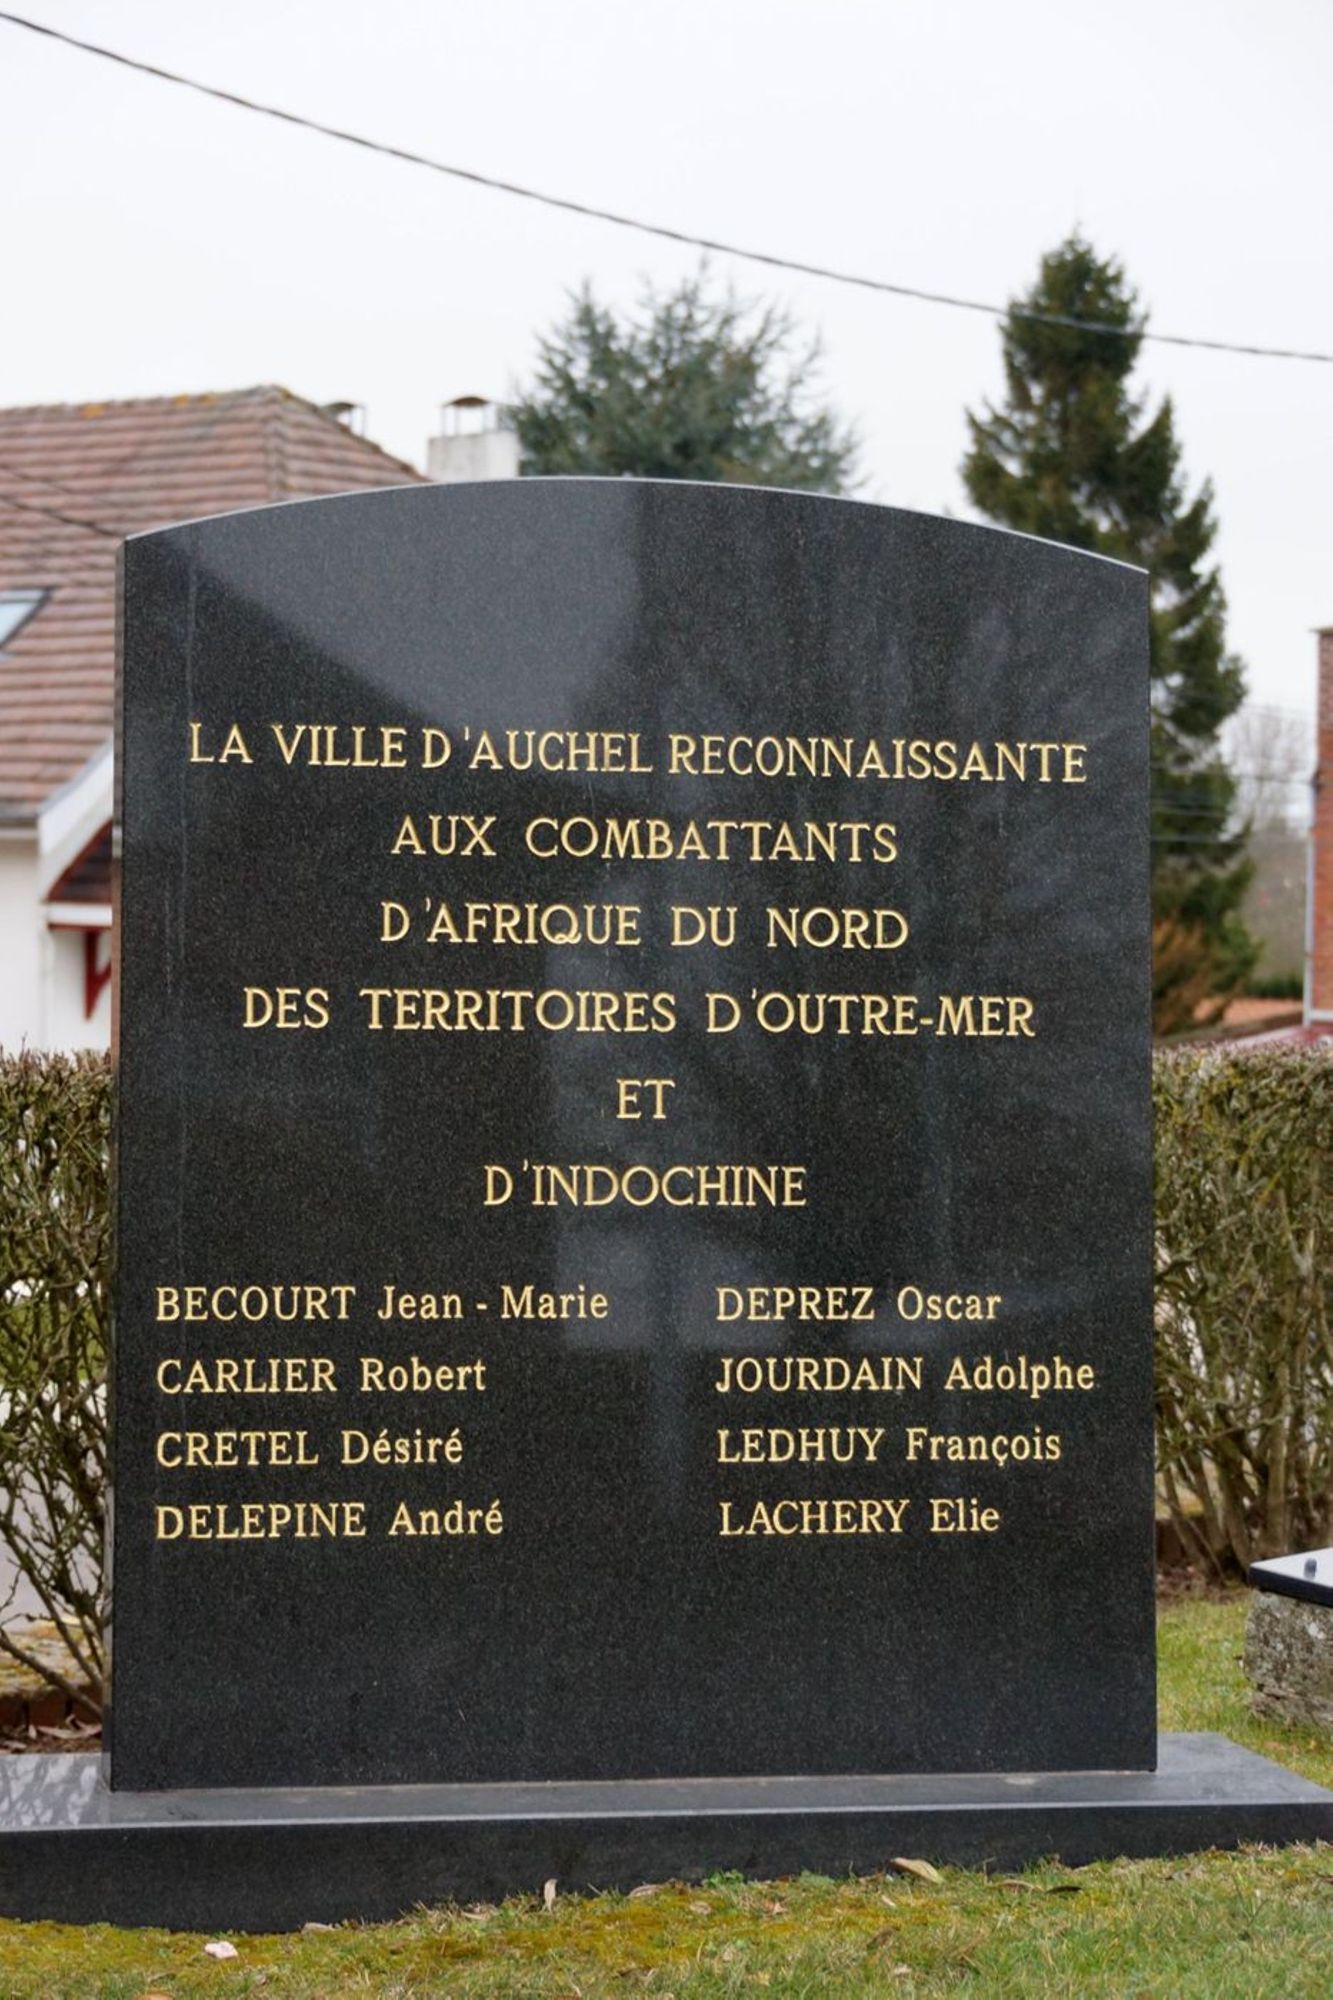 LA VILLE D'AUCHEL RECONNAISSANTE
AUX COMBATTANTS
D'AFRIQUE DU NORD
DES TERRITOIRES D'OUTRE-MER
ET
D'INDOCHINE
BECOURT Jean - Marie
CARLIER Robert
CRETEL Désiré
DELEPINE André
DEPREZ Oscar
JOURDAIN Adolphe
LEDHUY François
LACHERY Elie